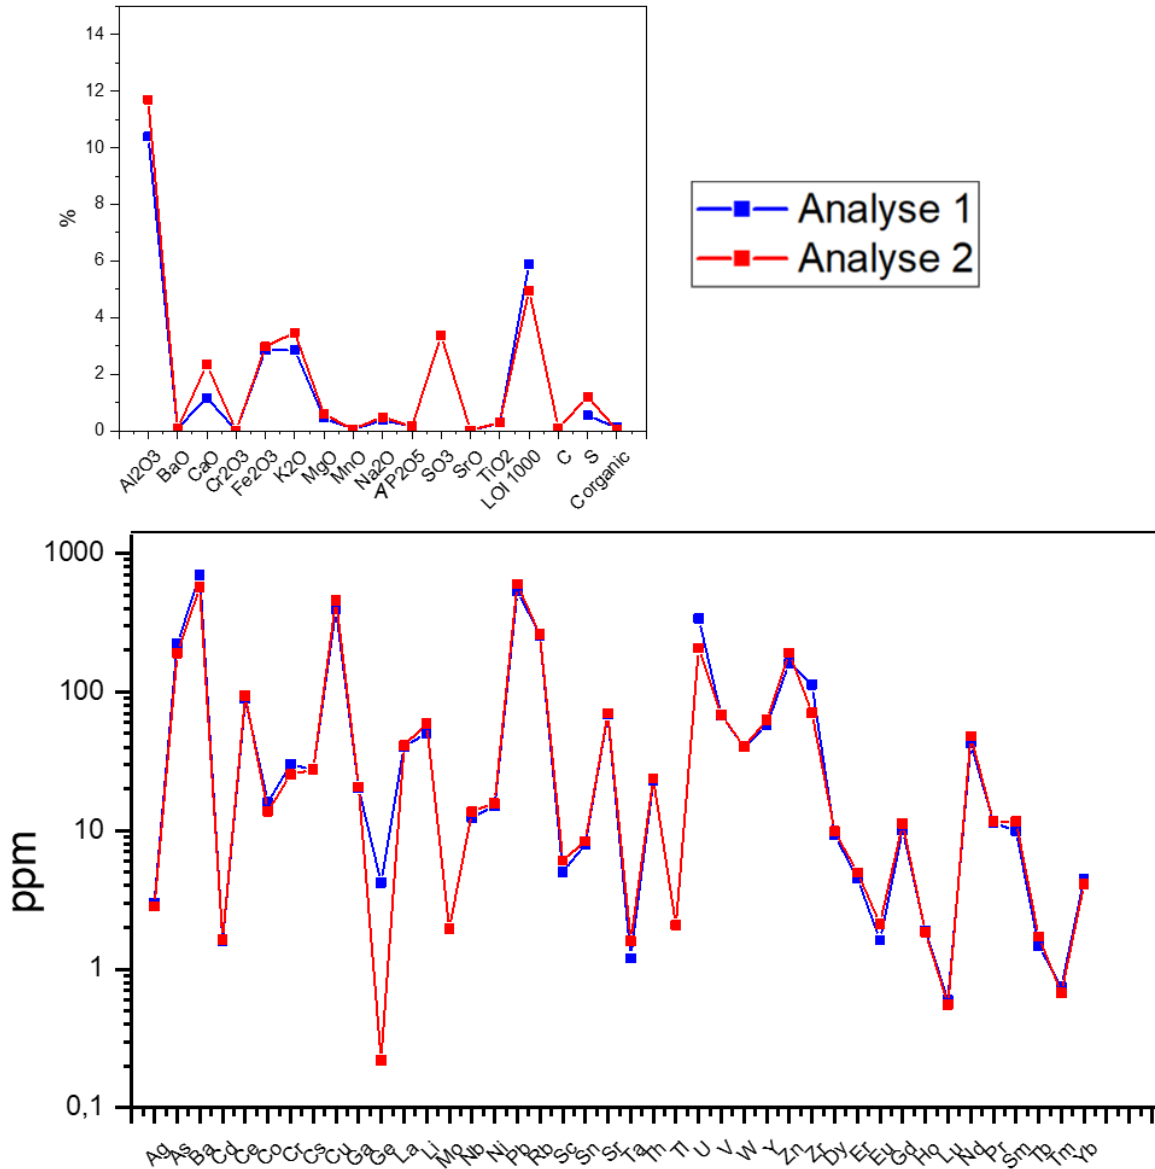 14
12
10
8
6
4
2
0
%
Al2O3
BaO
CaO
Cr2O3
Fe2O3
K2O
MgO
MnO
Na2O
P2O5
SO3
SrO
TiO2
LOI 1000
C
S
C organic
Analyse 1
Analyse 2
1000
100
10
1
0,1
ppm
Ag
As
Ba
Cd
Ce
Co
Cr
Cs
Cu
Ga
Ge
La
Li
Mo
Nb
Ni
Pb
Rb
Sc
Sn
Sr
Ta
Th
Tl
U
V
W
Y
Zn
Zr
Dy
Er
Eu
Gd
Ho
Lu
Nd
Pr
Sm
Tb
Tm
Yb